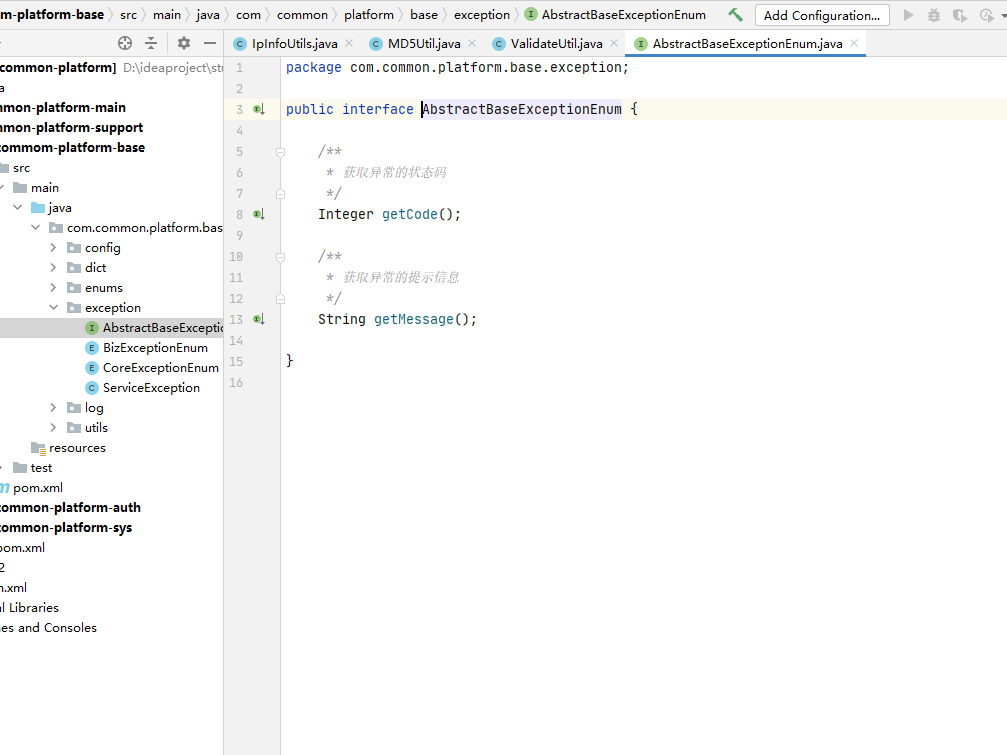 m-platform-base 〉 src 〉 main 〉 java 〉 com 〉 common 〉 platform 〉 base 〉 exception 〉 AbstractBaseExceptionEnum Add Configuration...
IpInfoUtils.java MD5Util.java ValidateUtil.java AbstractBaseExceptionEnum.java
common-platform] D:\ideaproject\stu
a
mmon-platform-main
mmon-platform-support
commom-platform-base
src
main
java
com.common.platform.bas
config
dict
enums
exception
AbstractBaseExceptio
BizExceptionEnum
CoreExceptionEnum
ServiceException
log
utils
resources
test
m pom.xml
common-platform-auth
common-platform-sys
pom.xml
2
n.xml
al Libraries
nes and Consoles
1 package com.common.platform.base.exception;
2
3 public interface AbstractBaseExceptionEnum {
4
5 /**
6 * 获取异常的状态码
7 */
8 Integer getCode();
9
10 /**
11 * 获取异常的提示信息
12 */
13 String getMessage();
14
15 }
16